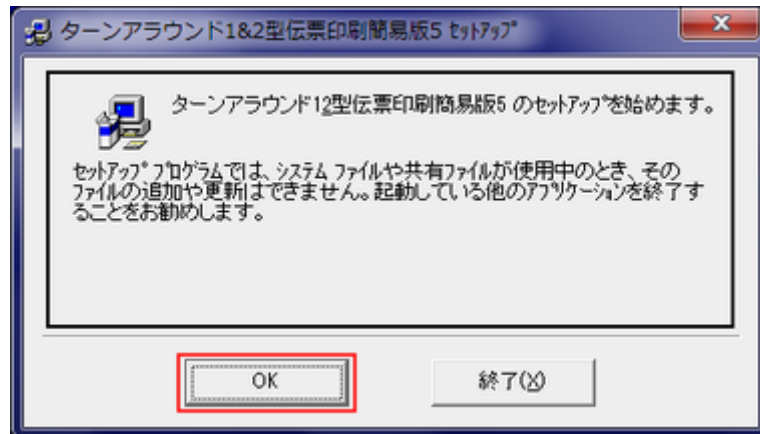 ターンアラウンド1&2型伝票印刷簡易版5 ｾｯﾄｱｯﾌﾟ
ターンアラウンド12型伝票印刷簡易版5 のｾｯﾄｱｯﾌﾟを始めます。
ｾｯﾄｱｯﾌﾟ ﾌﾟﾛｸﾞﾗﾑでは、ｼｽﾃﾑ ﾌｧｲﾙや共有ﾌｧｲﾙが使用中のとき、その
ﾌｧｲﾙの追加や更新はできません。起動している他のｱﾌﾟﾘｹｰｼｮﾝを終了す
ることをお勧めします。
OK
終了(X)